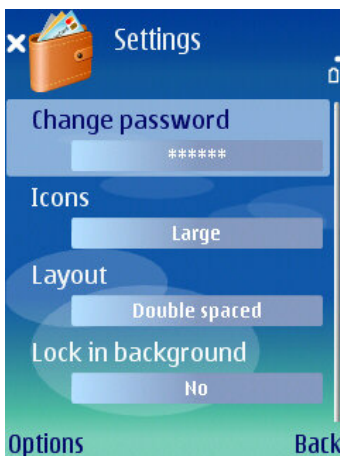 Settings
Change password
******
Icons
Large
Layout
Double spaced
Lock in background
No
Options Back